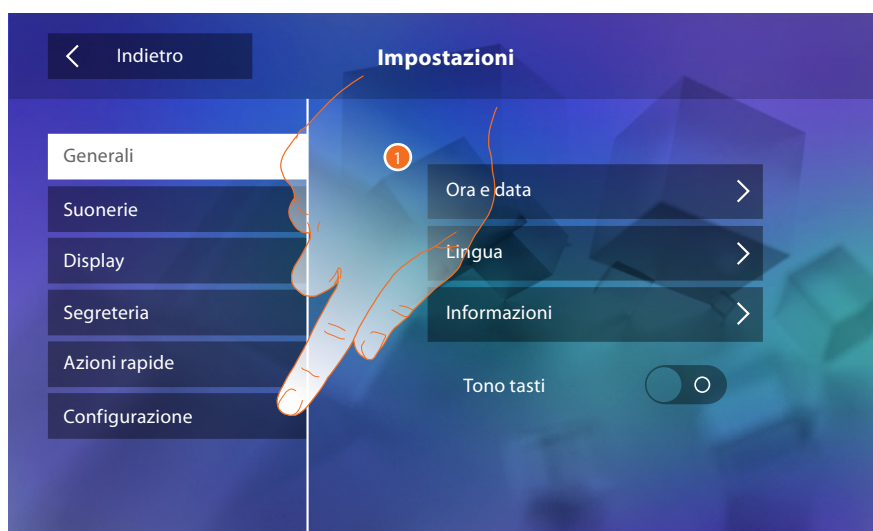 Indietro
Impostazioni
Generali
Suonerie
Display
Segreteria
Azioni rapide
Configurazione
1
Ora e data
Lingua
Informazioni
Tono tasti